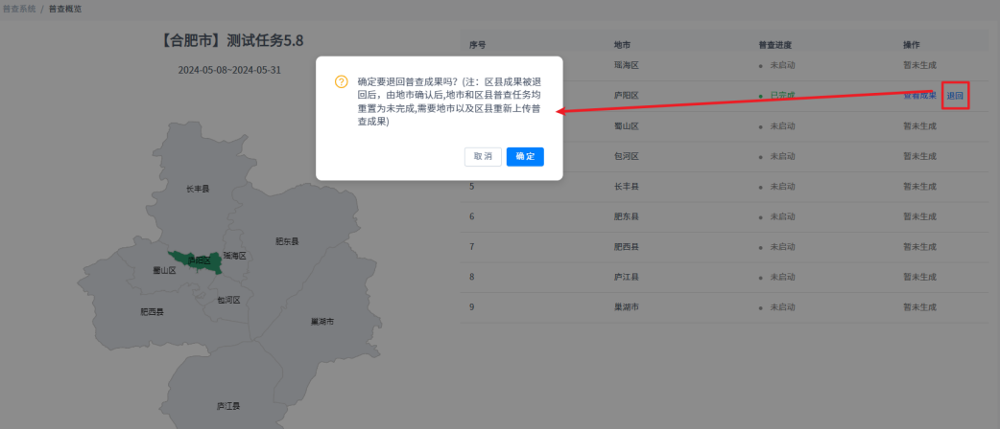 普查系统 / 普查概览
【合肥市】测试任务5.8
2024-05-08~2024-05-31
序号 地市 普查进度 操作
瑶海区 未启动 暂未生成
庐阳区 已完成 查看成果 退回
蜀山区 未启动 暂未生成
包河区 未启动 暂未生成
5 长丰县 未启动 暂未生成
6 肥东县 未启动 暂未生成
7 肥西县 未启动 暂未生成
8 庐江县 未启动 暂未生成
9 巢湖市 未启动 暂未生成
确定要退回普查成果吗？(注：区县成果被退
回后，由地市确认后,地市和区县普查任务均
重置为未完成,需要地市以及区县重新上传普
查成果)
取消 确定
长丰县
肥东县
瑶海区
庐阳区
蜀山区
包河区
肥西县
巢湖市
庐江县